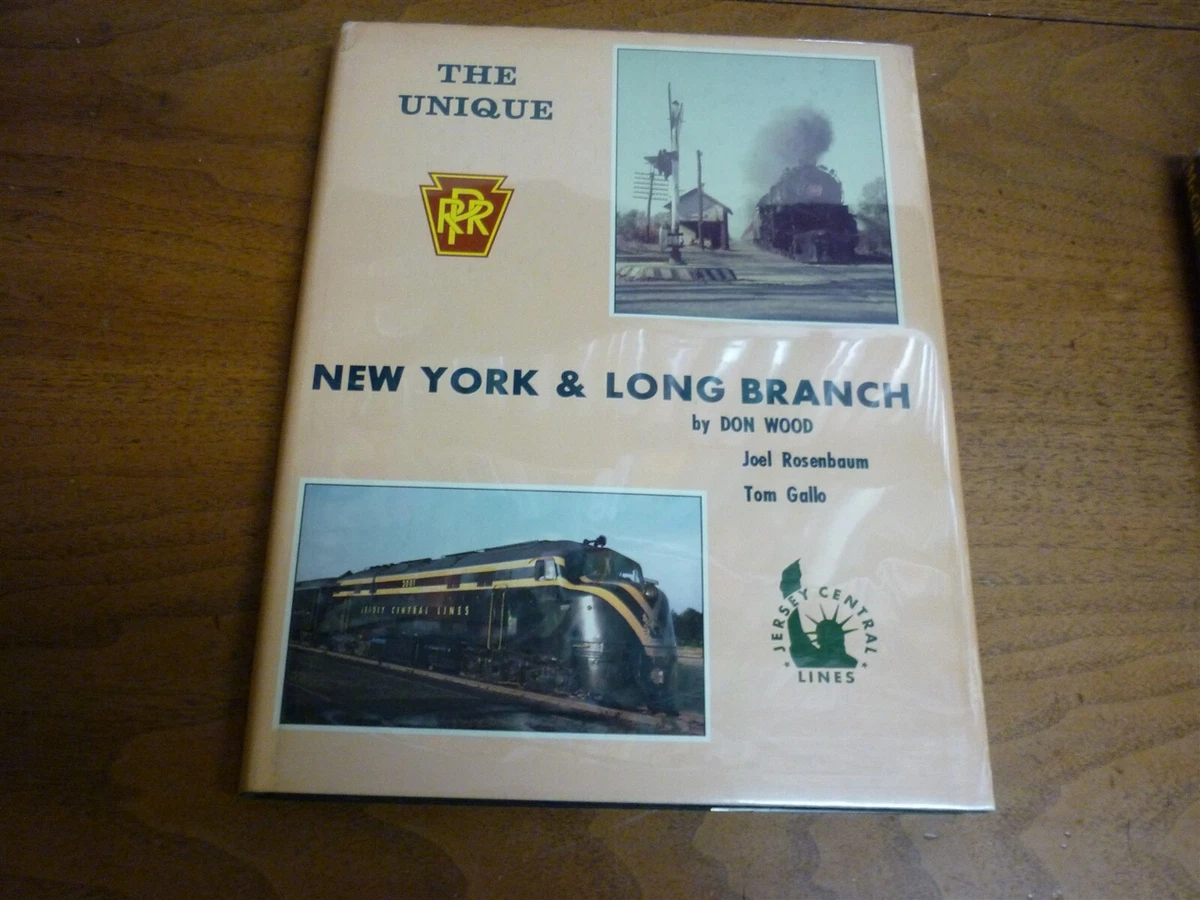 THE
UNIQUE
PRR
NEW YORK & LONG BRANCH
by DON WOOD
Joel Rosenbaum
Tom Gallo
JERSEY CENTRAL LINES
JERSEY CENTRAL
LINES